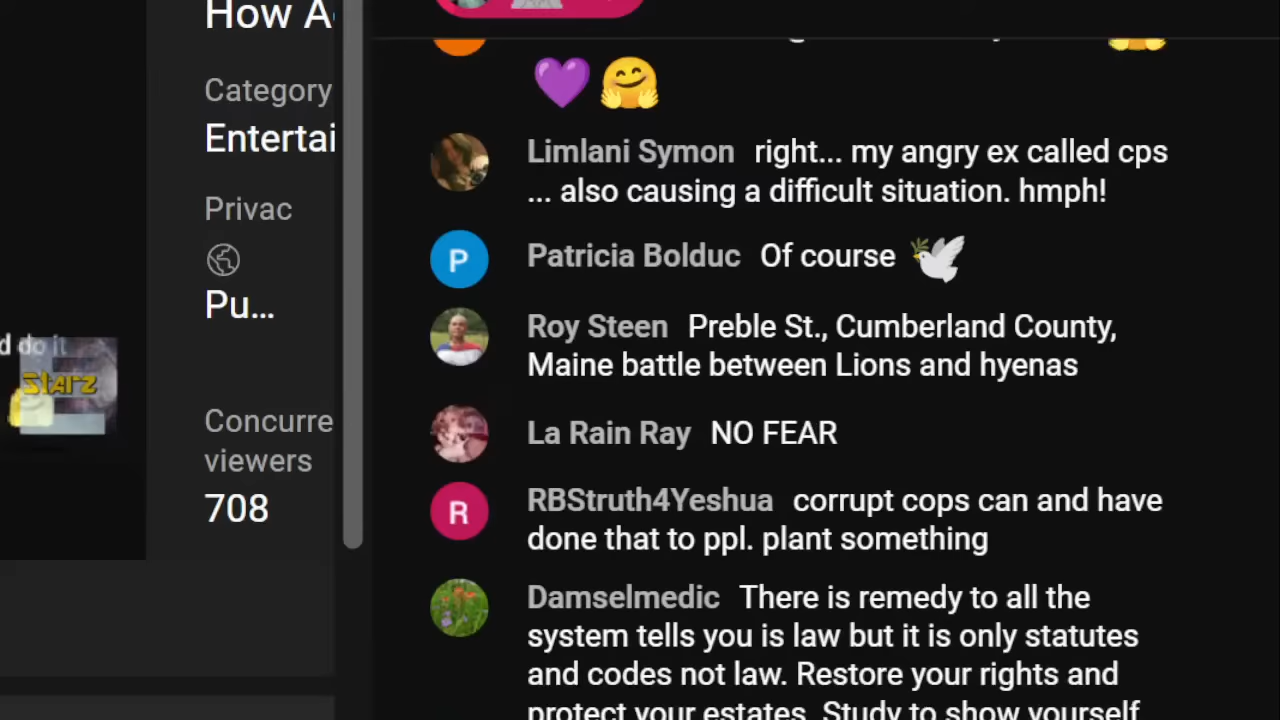 How A
Category
Entertai
Privac
Pu...
d do it
Starz
Concurre
viewers
708
Limlani Symon right... my angry ex called cps
... also causing a difficult situation. hmph!
P Patricia Bolduc Of course
Roy Steen Preble St., Cumberland County,
Maine battle between Lions and hyenas
La Rain Ray NO FEAR
R RBStruth4Yeshua corrupt cops can and have
done that to ppl. plant something
Damselmedic There is remedy to all the
system tells you is law but it is only statutes
and codes not law. Restore your rights and
protect your estates. Study to show yourself